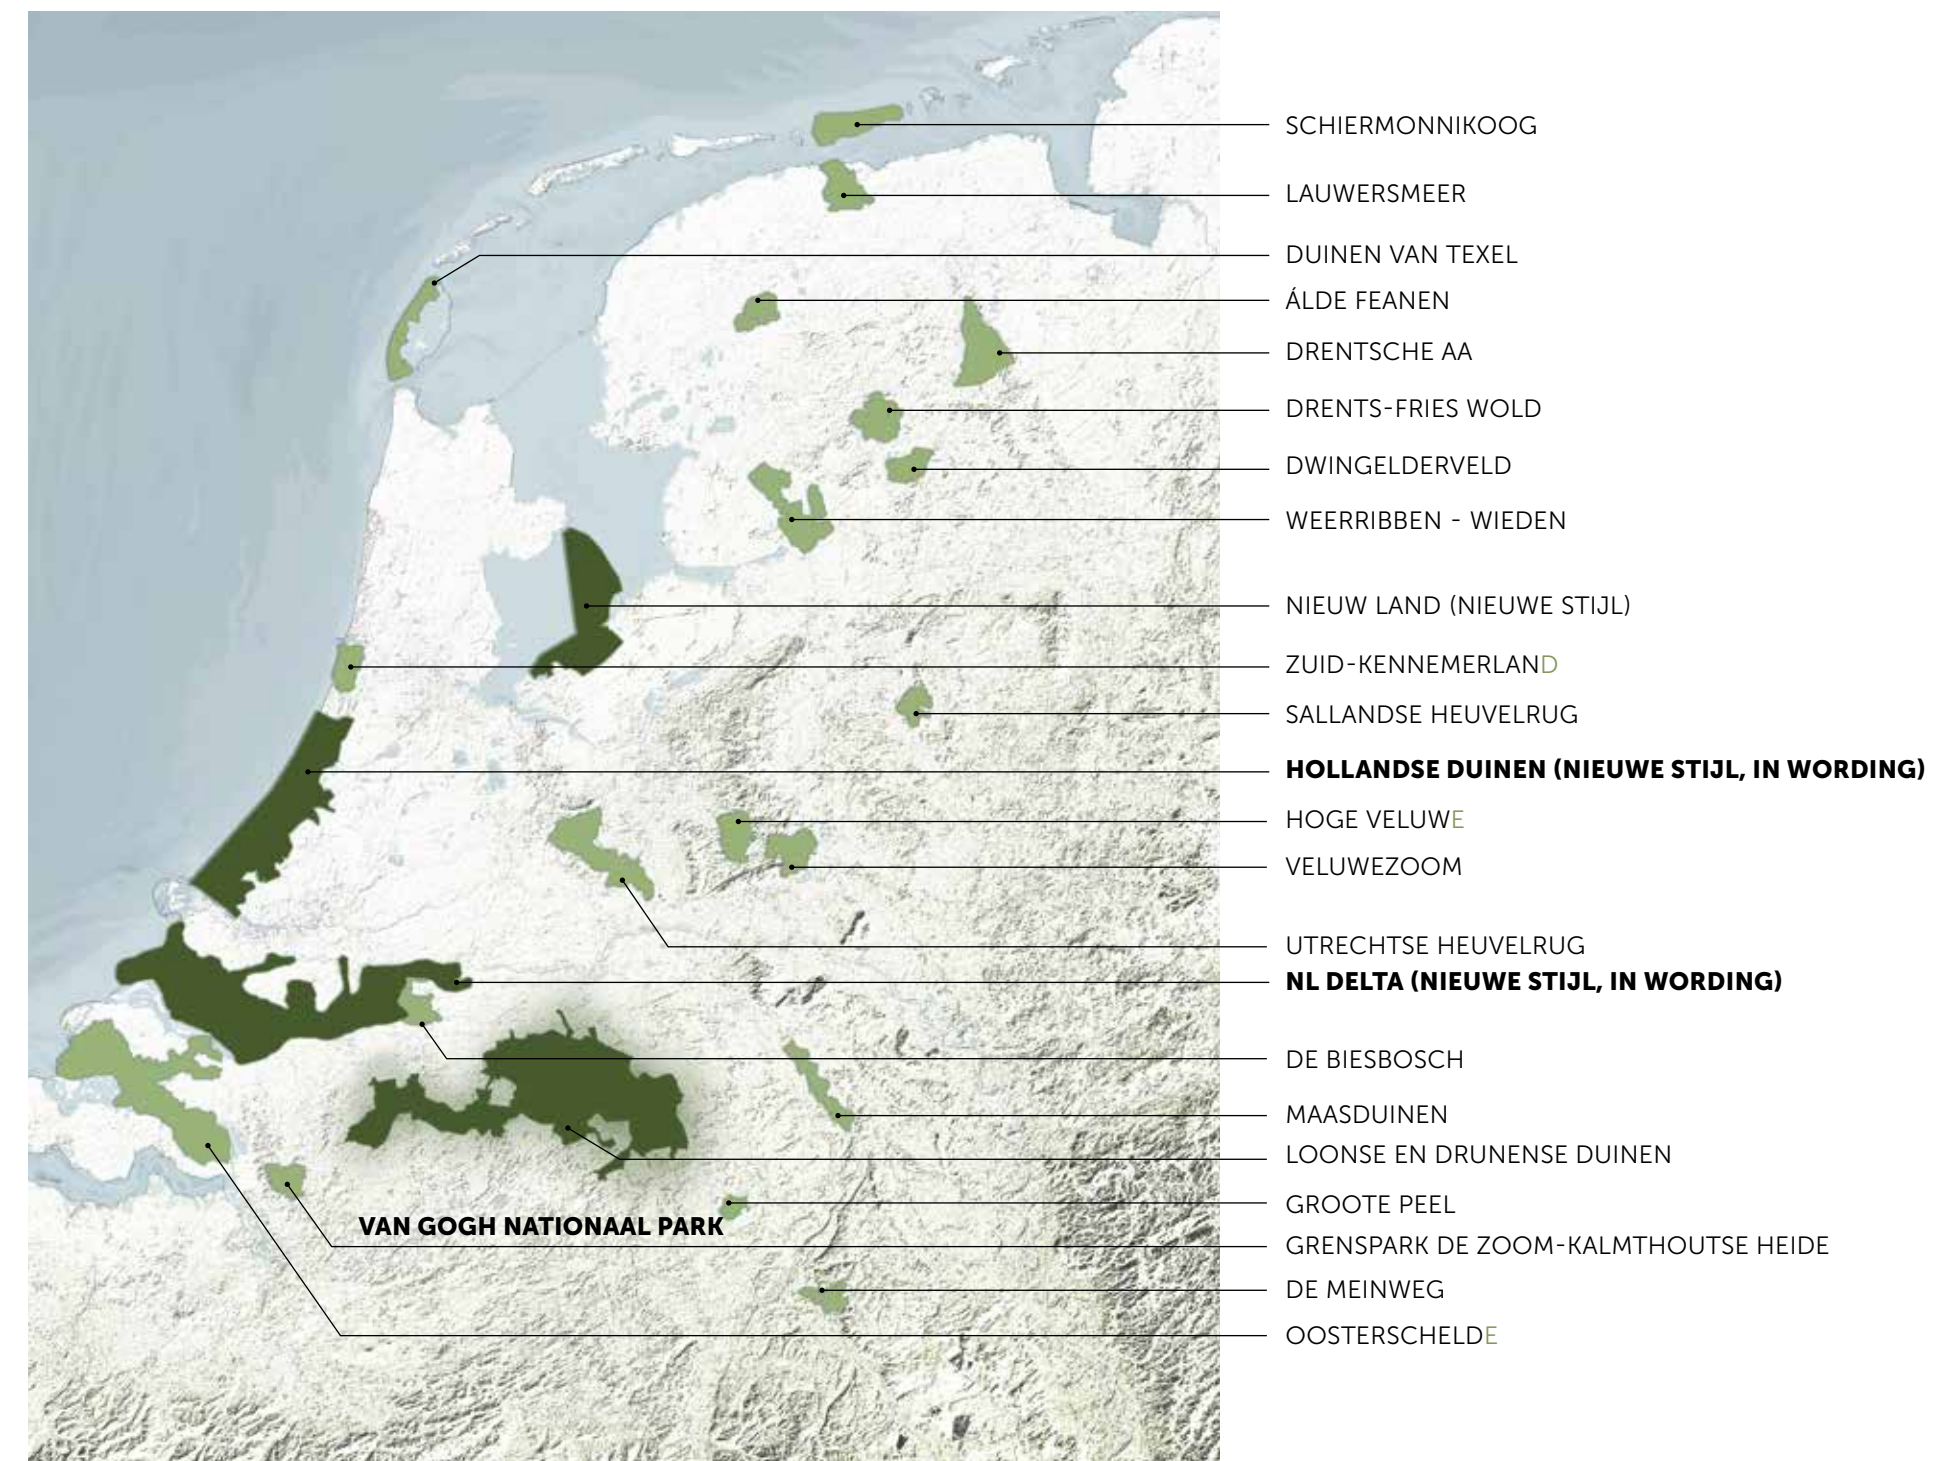 SCHIERMONNIKOOG
LAUWERSMEER
DUINEN VAN TEXEL
ÁLDE FEANEN
DRENTSCHE AA
DRENTS-FRIES WOLD
DWINGELDERVELD
WEERRIBBEN - WIEDEN
NIEUW LAND (NIEUWE STIJL)
ZUID-KENNEMERLAND
SALLANDSE HEUVELRUG
HOLLANDSE DUINEN (NIEUWE STIJL, IN WORDING)
HOGE VELUWE
VELUWEZOOM
UTRECHTSE HEUVELRUG
NL DELTA (NIEUWE STIJL, IN WORDING)
DE BIESBOSCH
MAASDUINEN
LOONSE EN DRUNENSE DUINEN
GROOTE PEEL
VAN GOGH NATIONAAL PARK
GRENSPARK DE ZOOM-KALMTHOUTSE HEIDE
DE MEINWEG
OOSTERSCHELDE